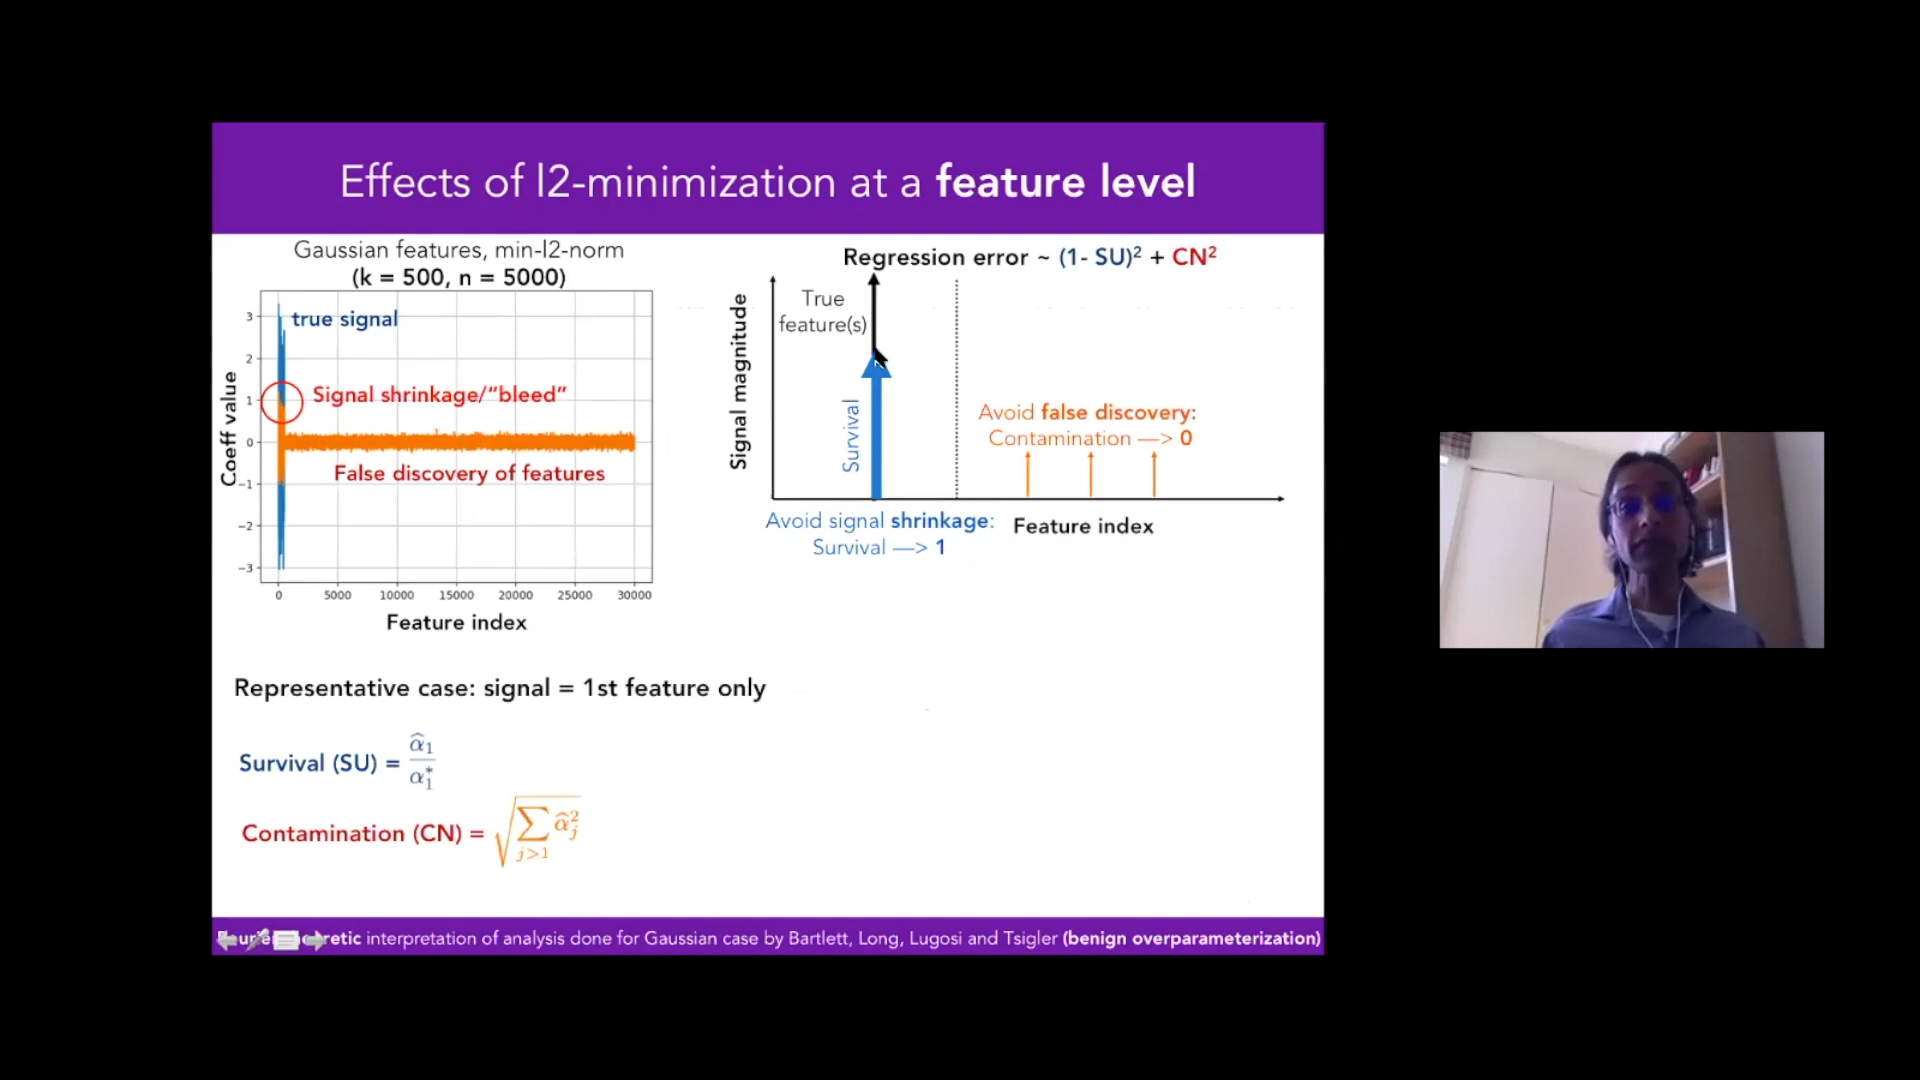 Effects of l2-minimization at a feature level
Gaussian features, min-l2-norm
(k = 500, n = 5000)
true signal
Signal shrinkage/“bleed”
False discovery of features
Coeff value
3
2
1
0
−1
−2
−3
0 5000 10000 15000 20000 25000 30000
Feature index
Regression error ~ (1- SU)² + CN²
Signal magnitude
True
feature(s)
Survival
Avoid false discovery:
Contamination —> 0
Avoid signal shrinkage:
Survival —> 1
Feature index
Representative case: signal = 1st feature only
Survival (SU) = α̂₁ / α₁*
Contamination (CN) = √(∑_{j>1} α̂ⱼ²)
interpretation of analysis done for Gaussian case by Bartlett, Long, Lugosi and Tsigler (benign overparameterization)